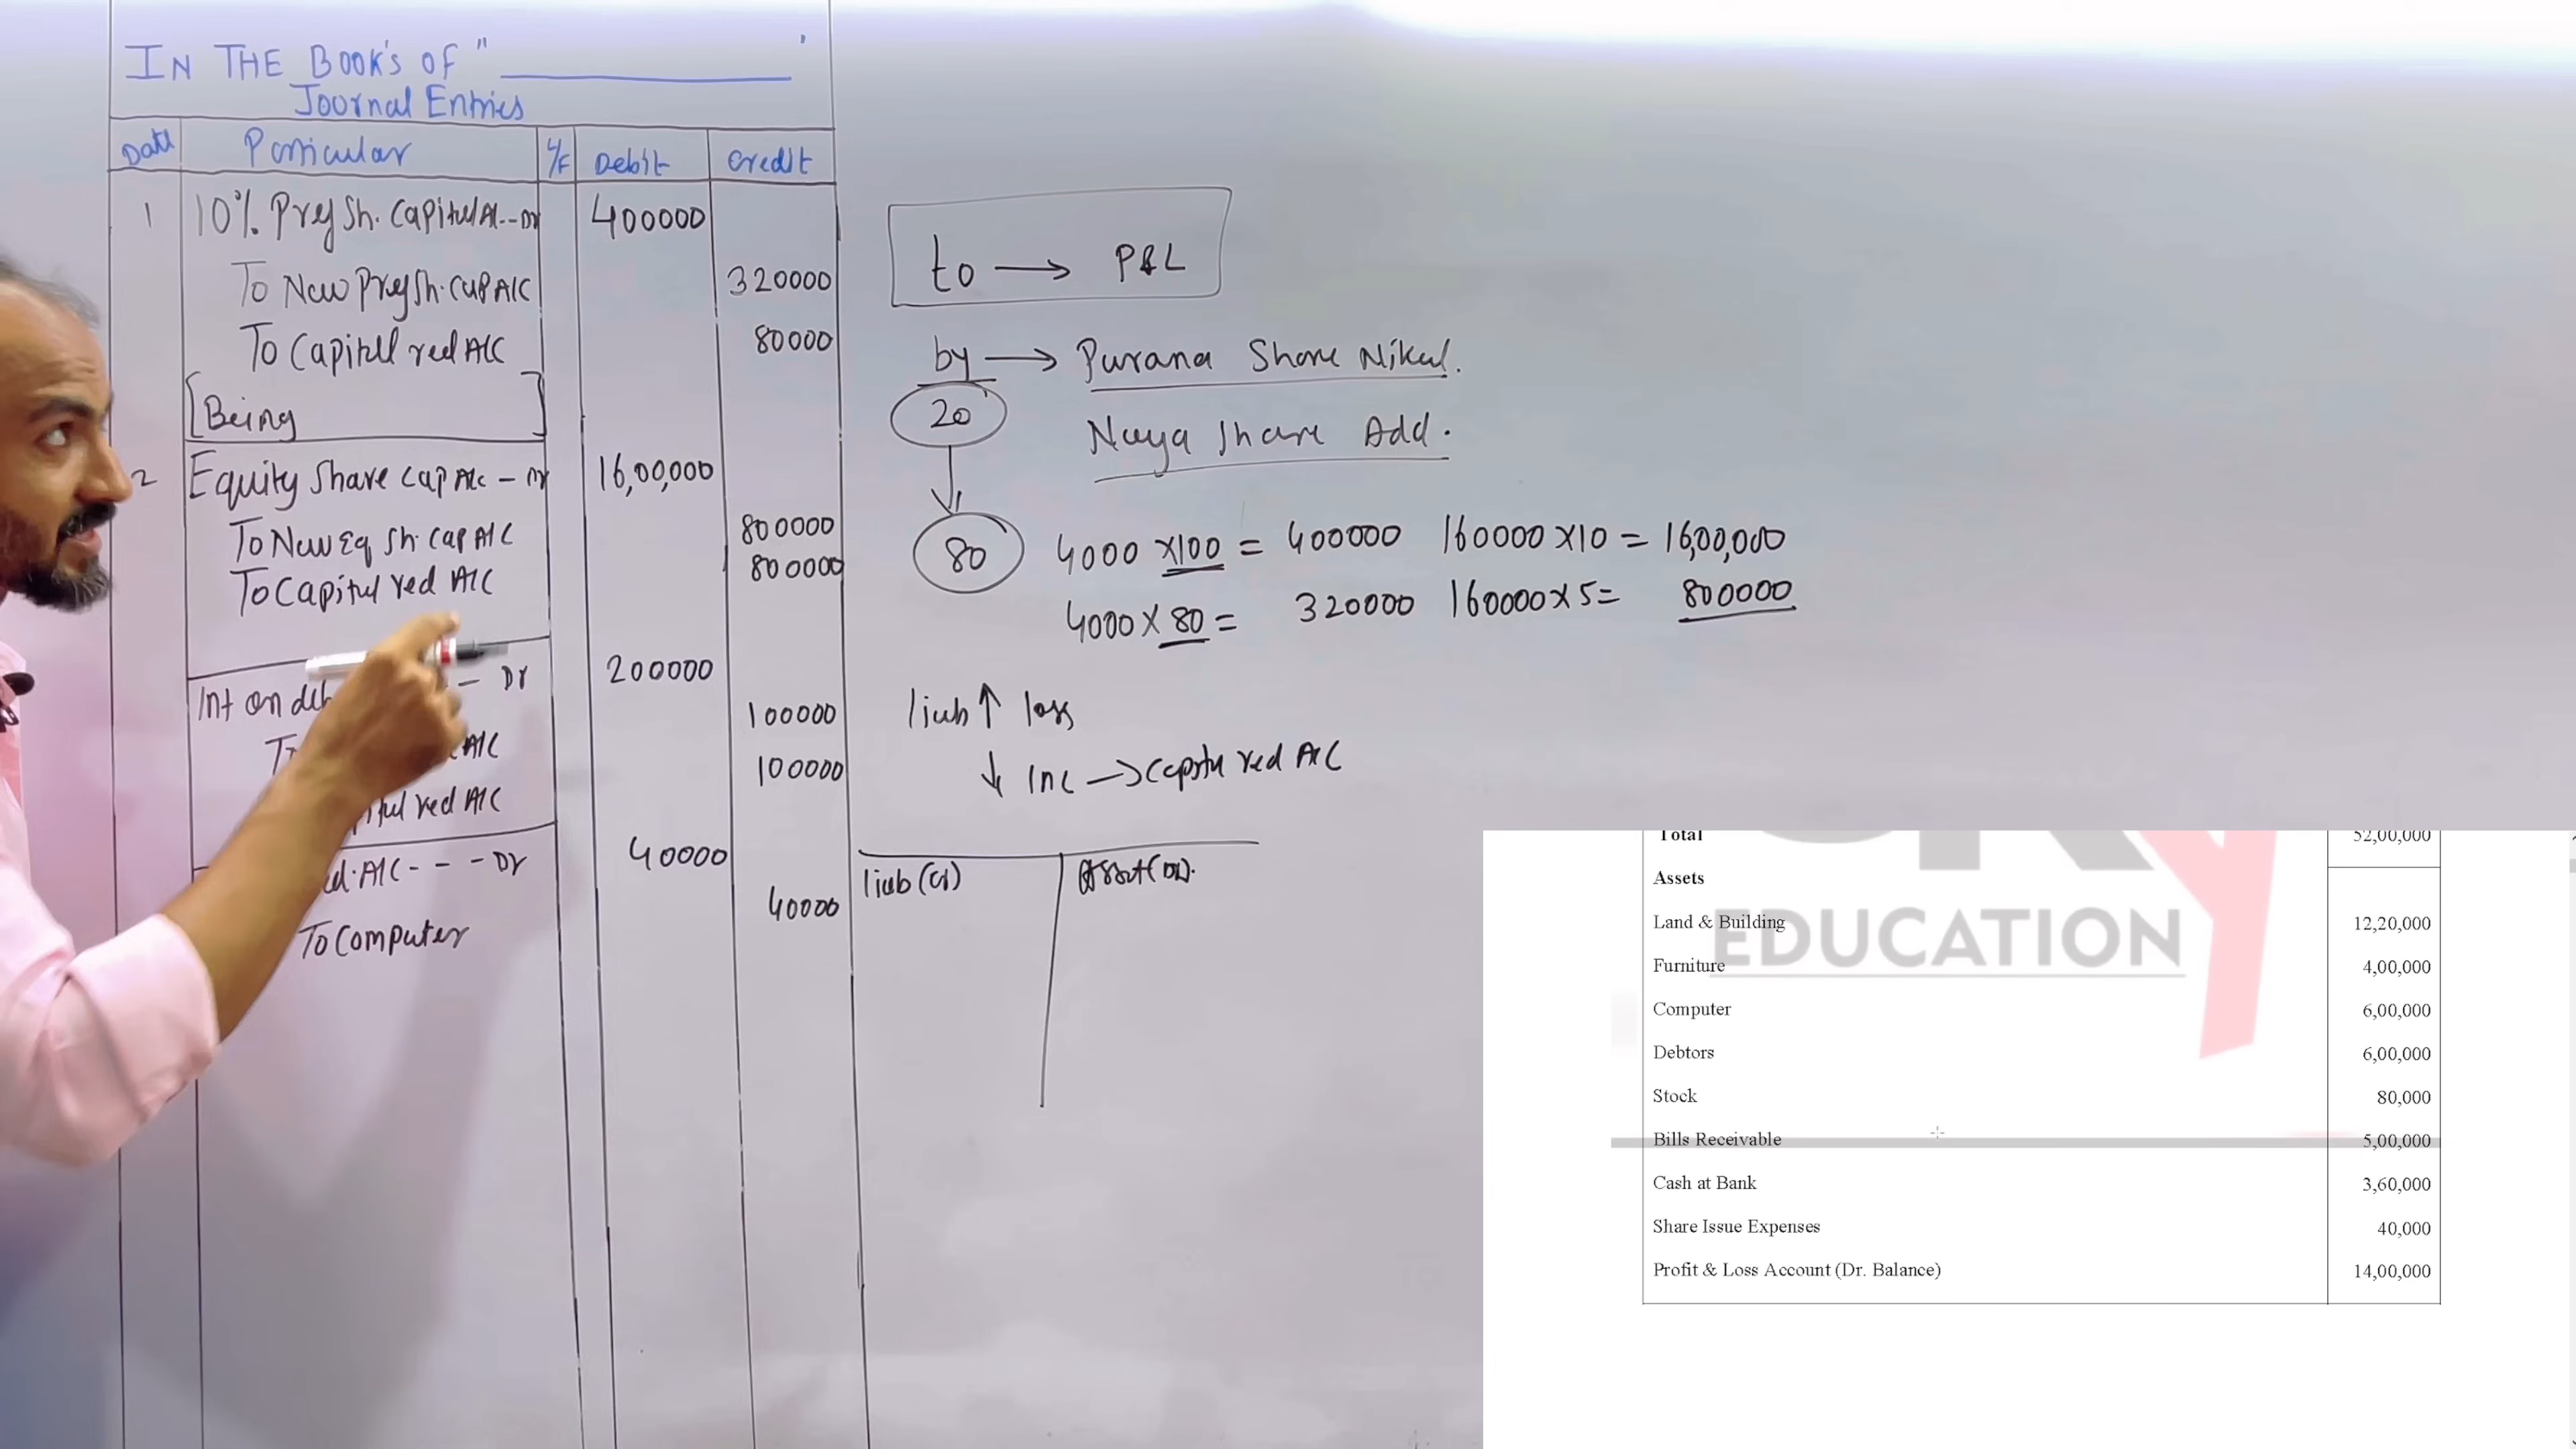 IN THE BOOK'S OF " ____________ '
Journal Entries
Date Particular L/F Debit Credit
1 10% Pref Sh. Capital A/c -- Dr 400000
To New Pref Sh. Cap A/C 320000
To Capital red A/C 80000
[Being ]
2 Equity Share Cap A/c - Dr 16,00,000
To New Eq Sh. Cap A/C 800000
To Capital red A/C 800000
Int on deb - Dr 200000
A/C 100000
red A/C 100000
A/C - - - Dr 40000
To Computer 40000
to → P&L
by → Purana Share Nikal.
Naya Share Add.
20
80
4000 ×100 = 400000 160000 ×10 = 16,00,000
4000 × 80 = 320000 160000 × 5 = 800000
liab ↑ loss
↓ Inc → Capital red A/C
liab (Cr) Asset (Dr).
Total 52,00,000
Assets
Land & Building 12,20,000
Furniture 4,00,000
Computer 6,00,000
Debtors 6,00,000
Stock 80,000
Bills Receivable 5,00,000
Cash at Bank 3,60,000
Share Issue Expenses 40,000
Profit & Loss Account (Dr. Balance) 14,00,000
EDUCATION